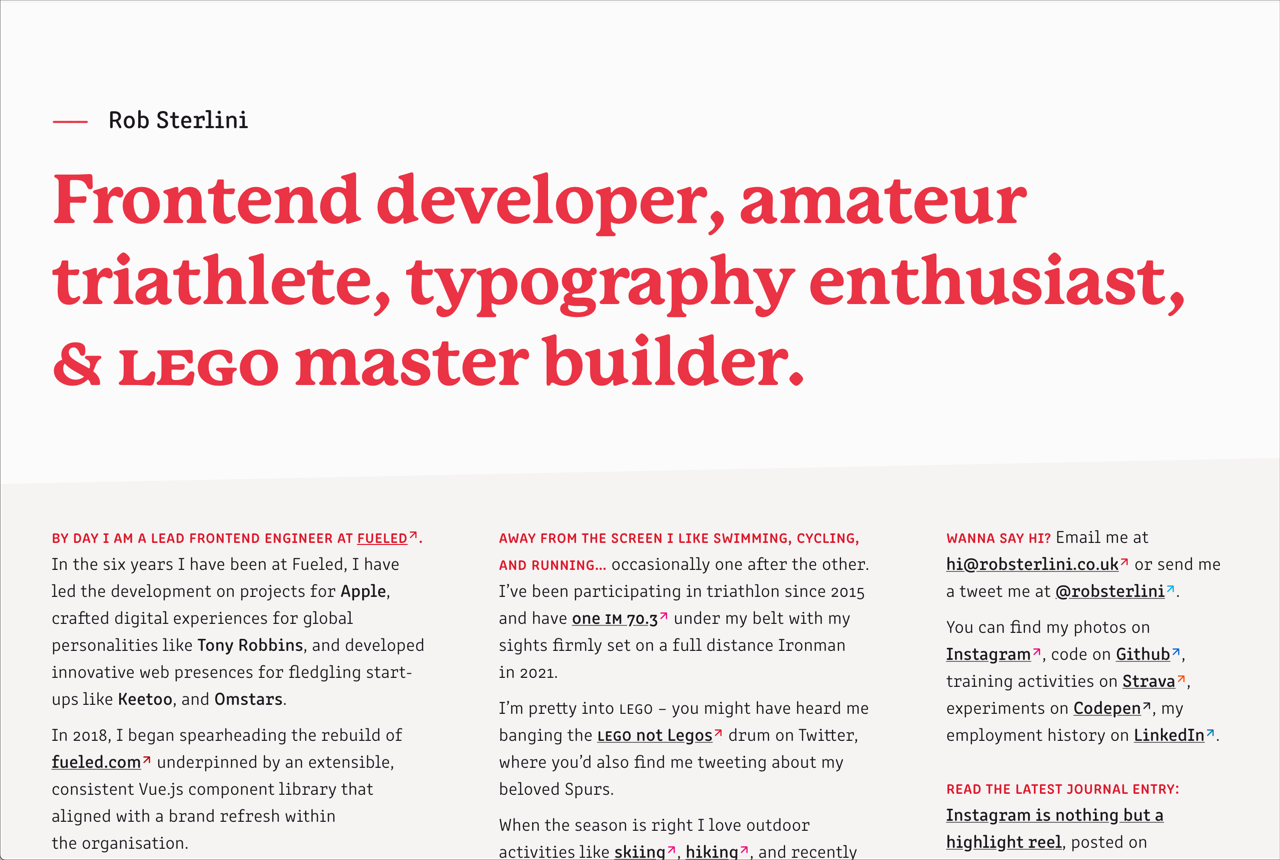 Rob Sterlini
Frontend developer, amateur
triathlete, typography enthusiast,
& LEGO master builder.
BY DAY I AM A LEAD FRONTEND ENGINEER AT FUELED↗.
In the six years I have been at Fueled, I have
led the development on projects for Apple,
crafted digital experiences for global
personalities like Tony Robbins, and developed
innovative web presences for fledgling start-
ups like Keetoo, and Omstars.
In 2018, I began spearheading the rebuild of
fueled.com↗ underpinned by an extensible,
consistent Vue.js component library that
aligned with a brand refresh within
the organisation.
AWAY FROM THE SCREEN I LIKE SWIMMING, CYCLING,
AND RUNNING… occasionally one after the other.
I’ve been participating in triathlon since 2015
and have one IM 70.3↗ under my belt with my
sights firmly set on a full distance Ironman
in 2021.
I’m pretty into LEGO – you might have heard me
banging the LEGO not Legos↗ drum on Twitter,
where you’d also find me tweeting about my
beloved Spurs.
When the season is right I love outdoor
activities like skiing↗, hiking↗, and recently
WANNA SAY HI? Email me at
hi@robsterlini.co.uk↗ or send me
a tweet me at @robsterlini↗.
You can find my photos on
Instagram↗, code on Github↗,
training activities on Strava↗,
experiments on Codepen↗, my
employment history on LinkedIn↗.
READ THE LATEST JOURNAL ENTRY:
Instagram is nothing but a
highlight reel, posted on